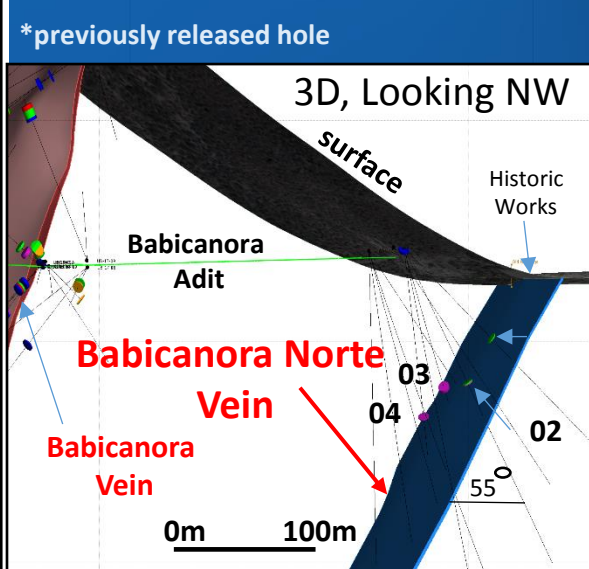 *previously released hole
3D, Looking NW
surface
Historic
Works
Babicanora
Adit
Babicanora Norte
Vein
03
04
02
Babicanora
Vein
55
0m
100m